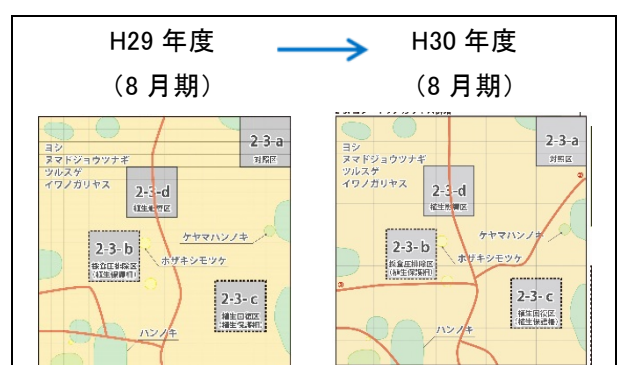 H29 年度
H30 年度
（8 月期）
（8 月期）
ヨシ
ヌマドジョウツナギ
ツルスゲ
イワノガリヤス
2-3-a
対照区
2-3-d
2-3-b
ケヤマハンノキ
ホザキシモツケ
2-3-c
植生回復区
ハンノキ
ヨシ
ヌマドジョウツナギ
ツルスゲ
イワノガリヤス
2-3-a
対照区
2-3-d
2-3-b
ケヤマハンノキ
ホザキシモツケ
2-3-c
植生回復区
ハンノキ